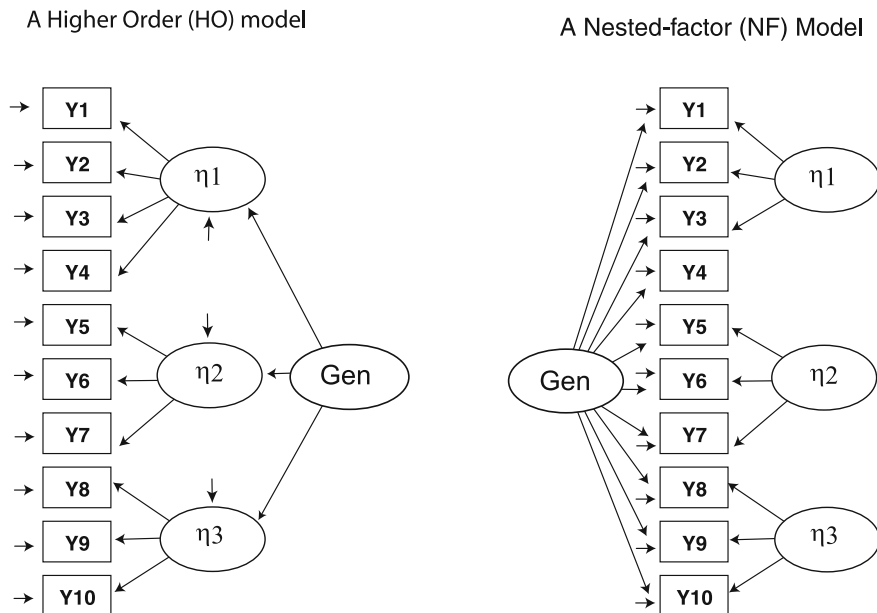 A Higher Order (HO) model
Y1
Y2
Y3
Y4
Y5
Y6
Y7
Y8
Y9
Y10
η1
η2
η3
Gen
A Nested-factor (NF) Model
Gen
Y1
Y2
Y3
Y4
Y5
Y6
Y7
Y8
Y9
Y10
η1
η2
η3